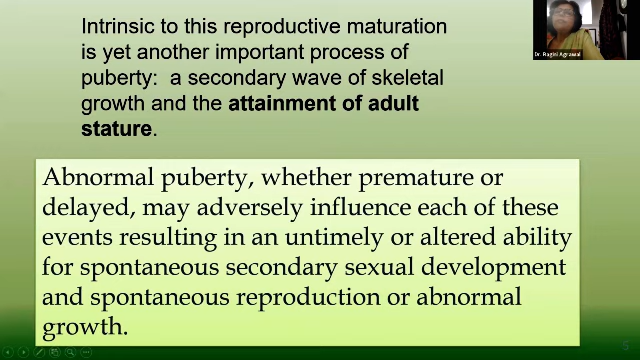 Intrinsic to this reproductive maturation
is yet another important process of
puberty:  a secondary wave of skeletal
growth and the attainment of adult
stature.
Dr. Ragini Agrawal
Abnormal puberty, whether premature or
delayed, may adversely influence each of these
events resulting in an untimely or altered ability
for spontaneous secondary sexual development
and spontaneous reproduction or abnormal
growth.
5